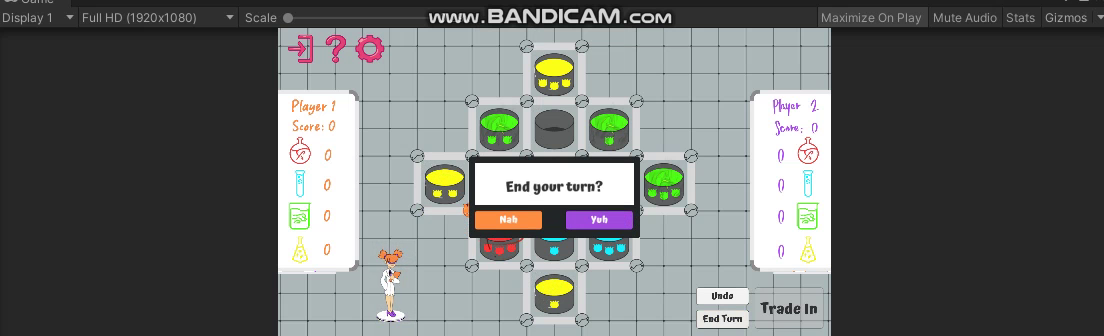 Game
Display 1 Full HD (1920x1080) Scale www.BANDICAM.com Maximize On Play Mute Audio Stats Gizmos
?
Player 1
Score: 0
0
0
0
0
Player 2
Score: 0
0
0
0
0
End your turn?
Nah Yuh
Undo
End Turn
Trade In